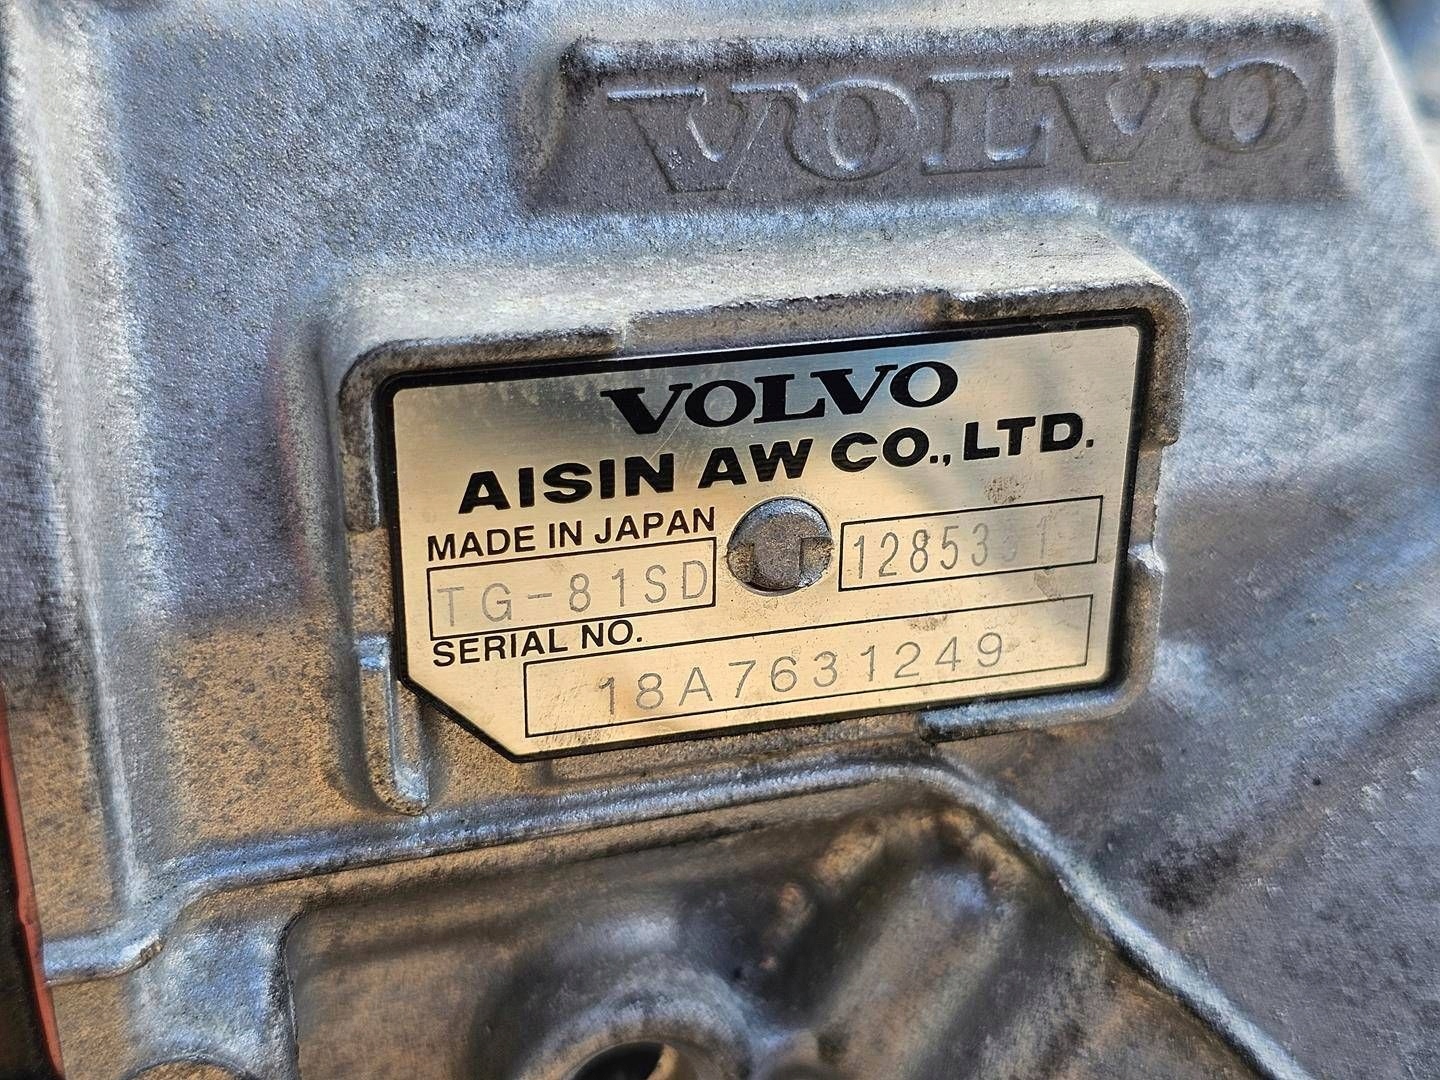 VOLVO
VOLVO
AISIN AW CO., LTD.
MADE IN JAPAN
TG-81SD
SERIAL NO.
18A7631249